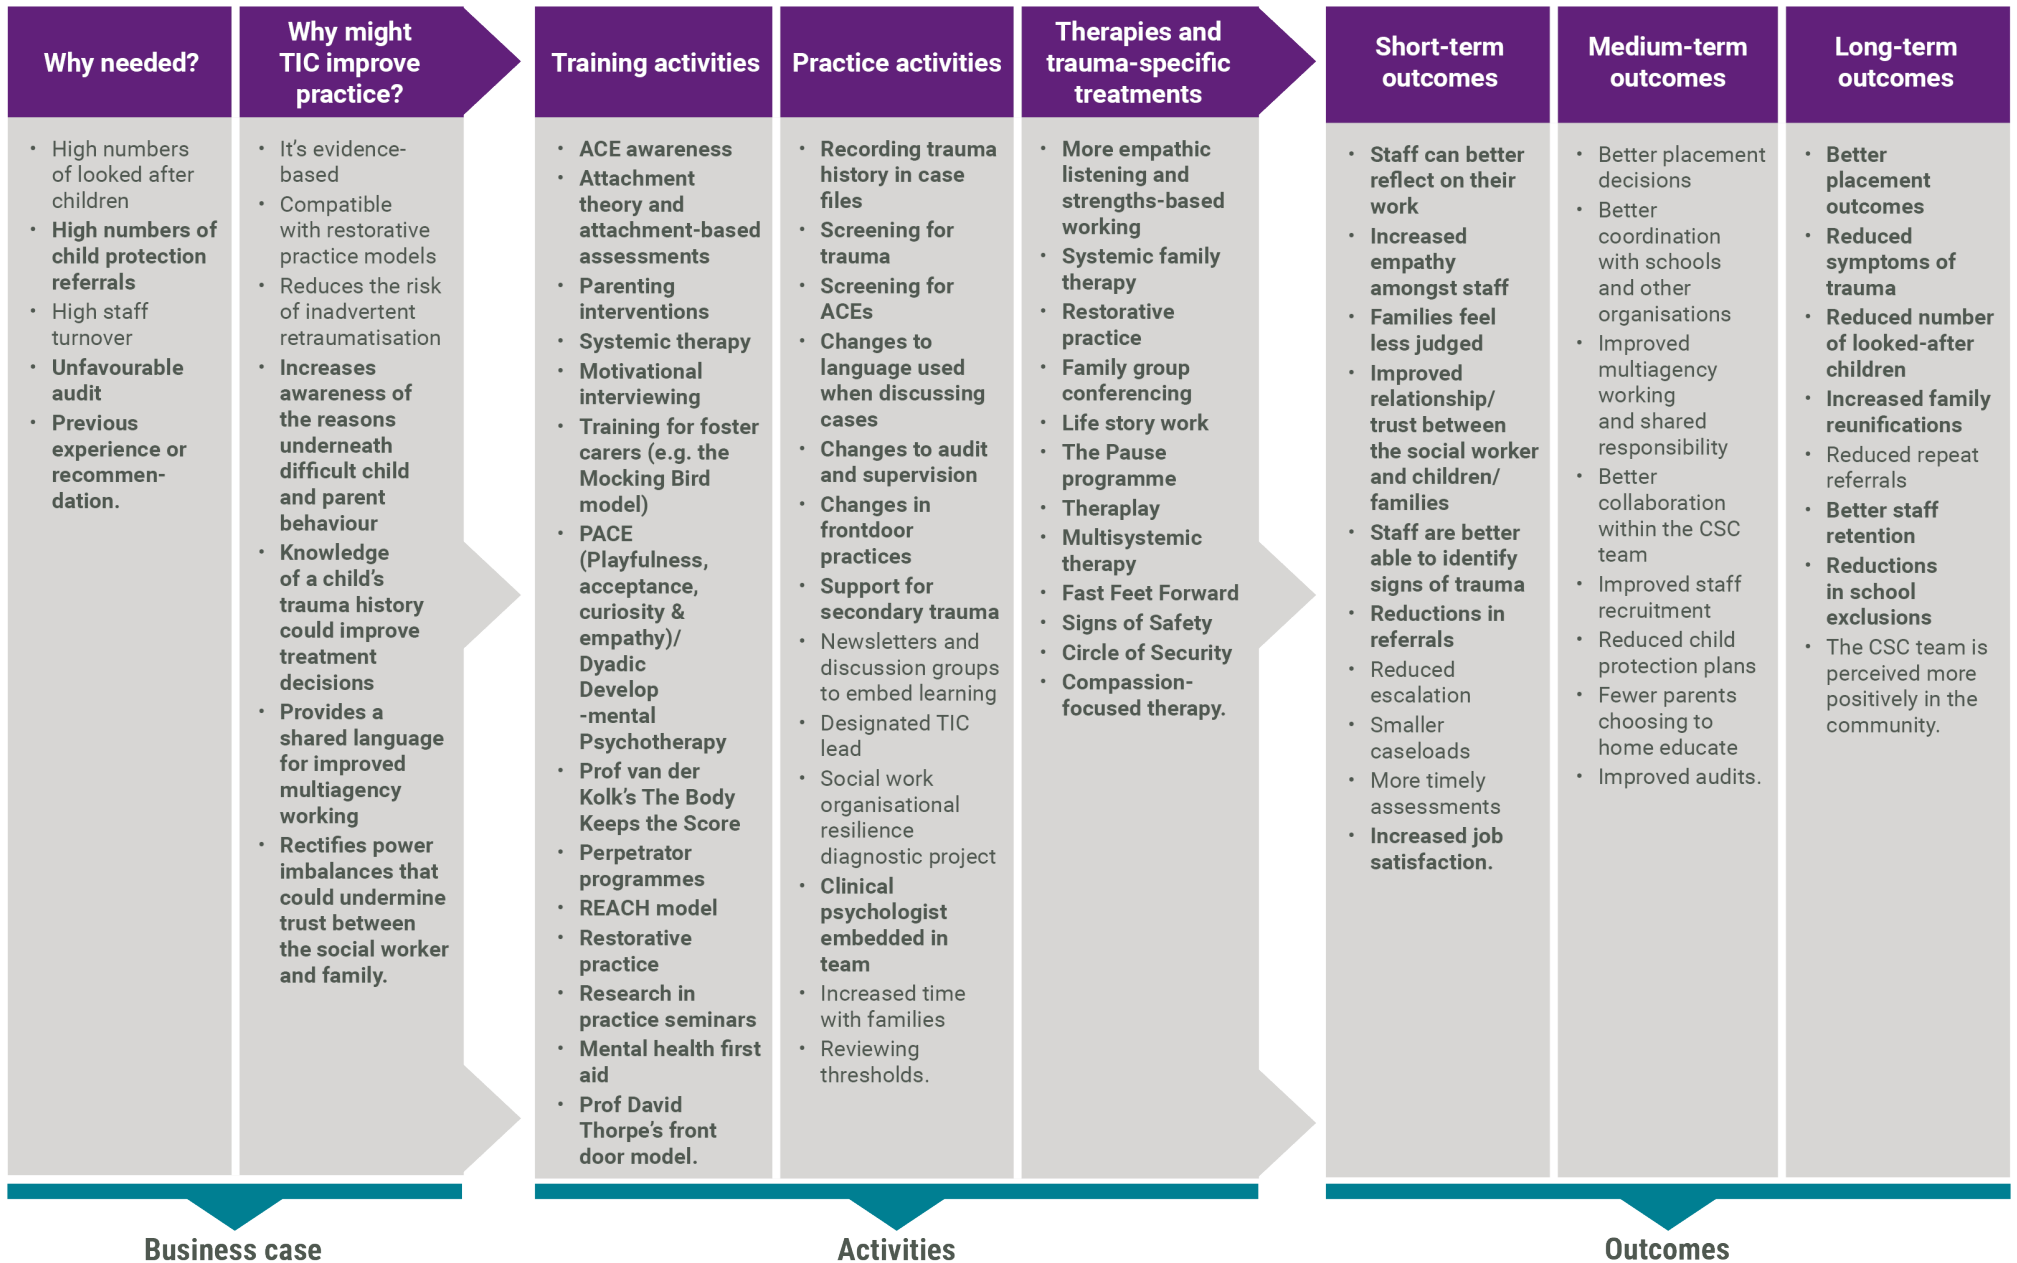 Why needed?
• High numbers
of looked after
children
• High numbers of
child protection
referrals
• High staff
turnover
• Unfavourable
audit
• Previous
experience or
recommen-
dation.
Why might
TIC improve
practice?
• It's evidence-
based
• Compatible
with restorative
practice models
• Reduces the risk
of inadvertent
retraumatisation
• Increases
awareness of
the reasons
underneath
difficult child
and parent
behaviour
• Knowledge
of a child's
trauma history
could improve
treatment
decisions
• Provides a
shared language
for improved
multiagency
working
• Rectifies power
imbalances that
could undermine
trust between
the social worker
and family.
Business case
Training activities
• ACE awareness
• Attachment
theory and
attachment-based
assessments
• Parenting
interventions
• Systemic therapy
• Motivational
interviewing
• Training for foster
carers (e.g. the
Mocking Bird
model)
• PACE
(Playfulness,
acceptance,
curiosity &
empathy)/
Dyadic
Develop
-mental
Psychotherapy
• Prof van der
Kolk's The Body
Keeps the Score
• Perpetrator
programmes
• REACH model
• Restorative
practice
• Research in
practice seminars
• Mental health first
aid
• Prof David
Thorpe's front
door model.
Practice activities
• Recording trauma
history in case
files
• Screening for
trauma
• Screening for
ACEs
• Changes to
language used
when discussing
cases
• Changes to audit
and supervision
• Changes in
frontdoor
practices
• Support for
secondary trauma
• Newsletters and
discussion groups
to embed learning
• Designated TIC
lead
• Social work
organisational
resilience
diagnostic project
• Clinical
psychologist
embedded in
team
• Increased time
with families
• Reviewing
thresholds.
Therapies and
trauma-specific
treatments
• More empathic
listening and
strengths-based
working
• Systemic family
therapy
• Restorative
practice
• Family group
conferencing
• Life story work
• The Pause
programme
• Theraplay
• Multisystemic
therapy
• Fast Feet Forward
• Signs of Safety
• Circle of Security
• Compassion-
focused therapy.
Activities
Short-term
outcomes
• Staff can better
reflect on their
work
• Increased
empathy
amongst staff
• Families feel
less judged
• Improved
relationship/
trust between
the social worker
and children/
families
• Staff are better
able to identify
signs of trauma
• Reductions in
referrals
• Reduced
escalation
• Smaller
caseloads
• More timely
assessments
• Increased job
satisfaction.
Medium-term
outcomes
• Better placement
decisions
• Better
coordination
with schools
and other
organisations
• Improved
multiagency
working
and shared
responsibility
• Better
collaboration
within the CSC
team
• Improved staff
recruitment
• Reduced child
protection plans
• Fewer parents
choosing to
home educate
• Improved audits.
Long-term
outcomes
• Better
placement
outcomes
• Reduced
symptoms of
trauma
• Reduced number
of looked-after
children
• Increased family
reunifications
• Reduced repeat
referrals
• Better staff
retention
• Reductions
in school
exclusions
• The CSC team is
perceived more
positively in the
community.
Outcomes